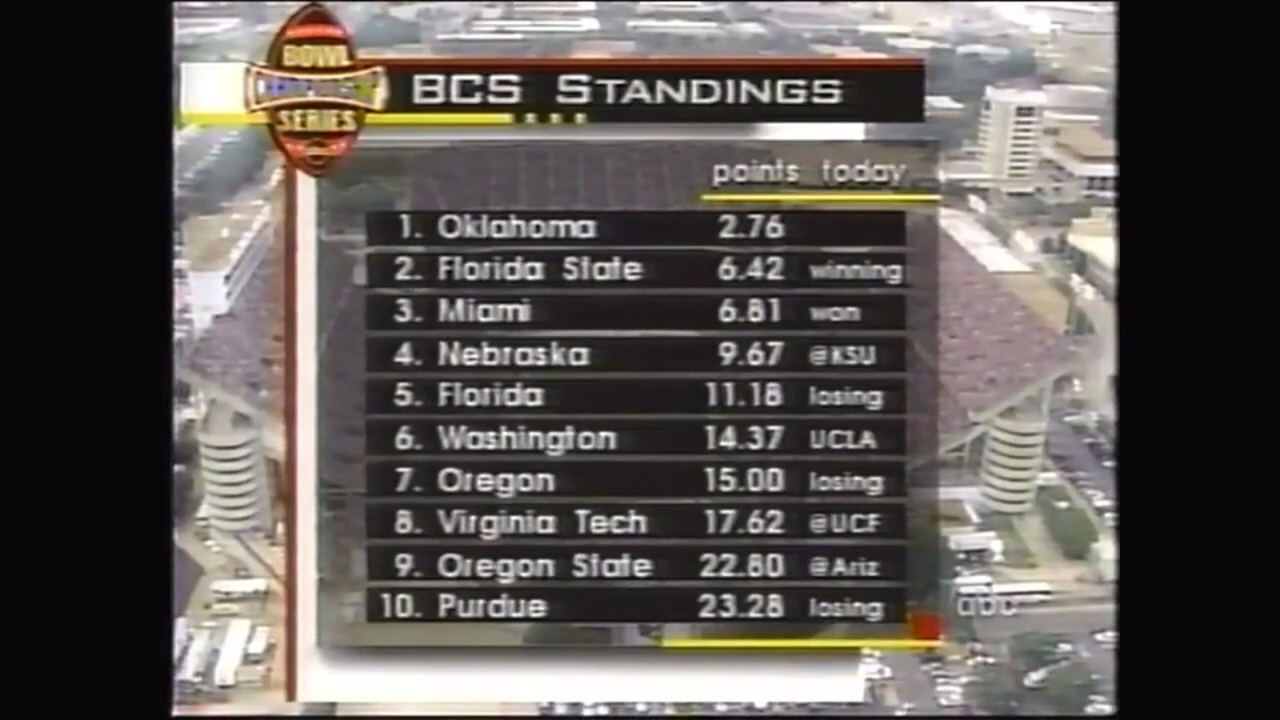 BOWL
SERIES
BCS STANDINGS
points today
1. Oklahoma 2.76
2. Florida State 6.42 winning
3. Miami 6.81 won
4. Nebraska 9.67 @KSU
5. Florida 11.18 losing
6. Washington 14.37 UCLA
7. Oregon 15.00 losing
8. Virginia Tech 17.62 @UCF
9. Oregon State 22.80 @Ariz
10. Purdue 23.28 losing
abc